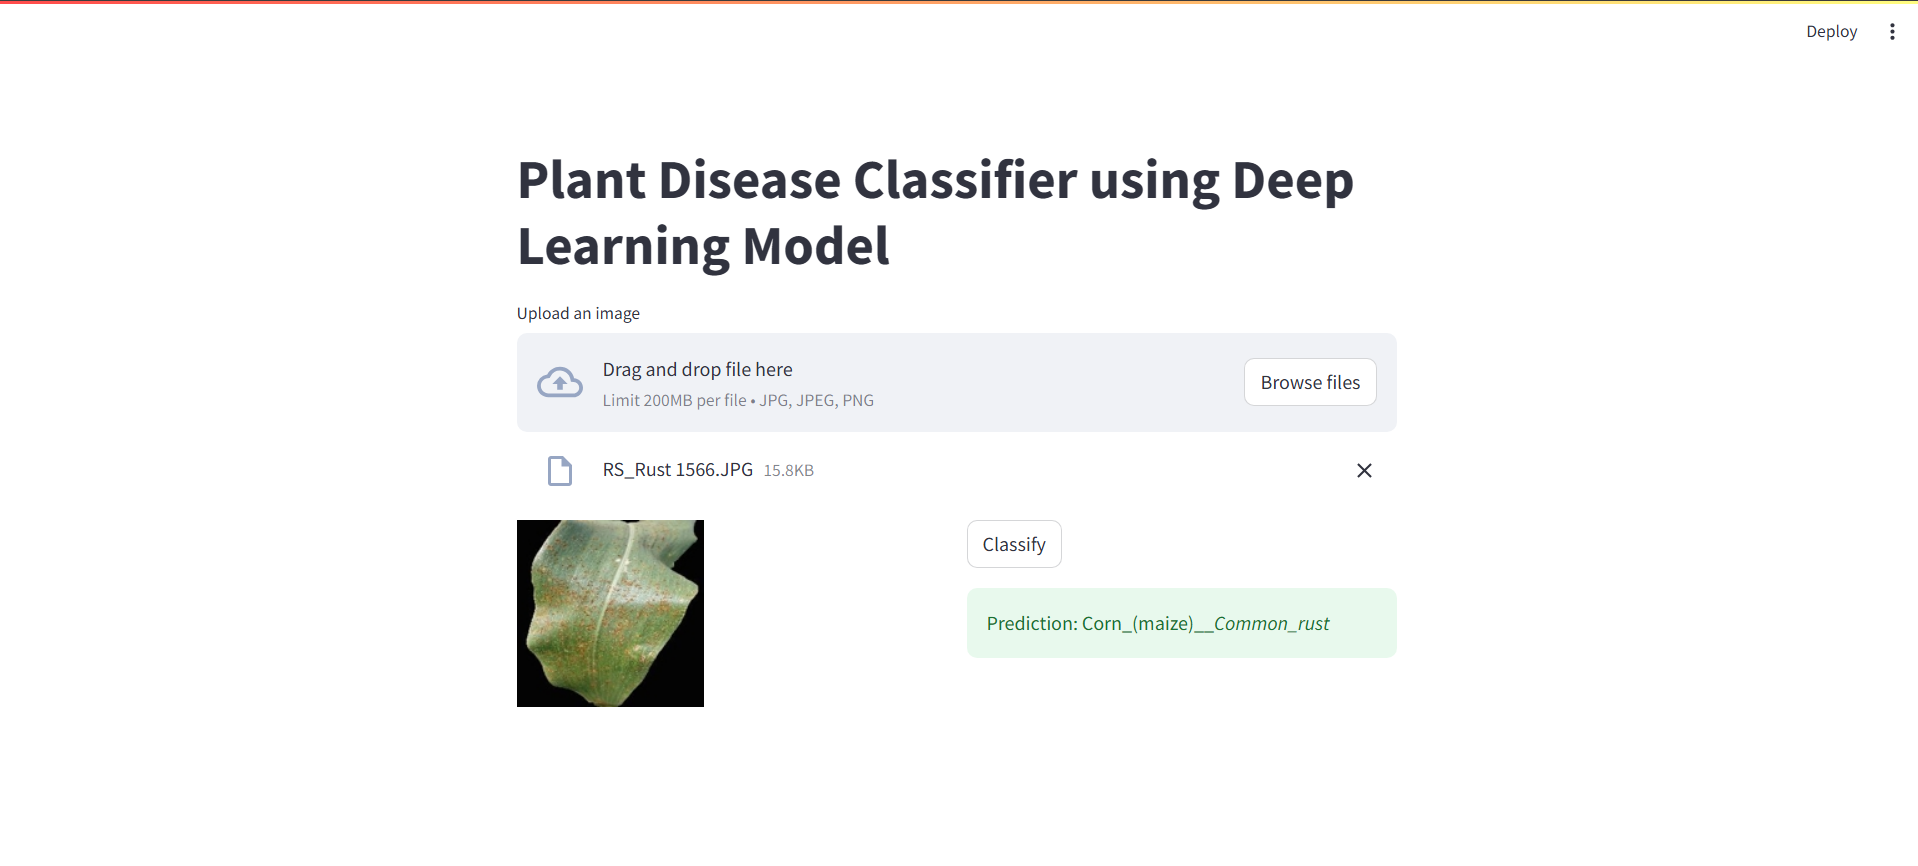 Deploy
Plant Disease Classifier using Deep
Learning Model
Upload an image
Drag and drop file here
Limit 200MB per file • JPG, JPEG, PNG
Browse files
RS_Rust 1566.JPG 15.8KB
Classify
Prediction: Corn_(maize)__Common_rust